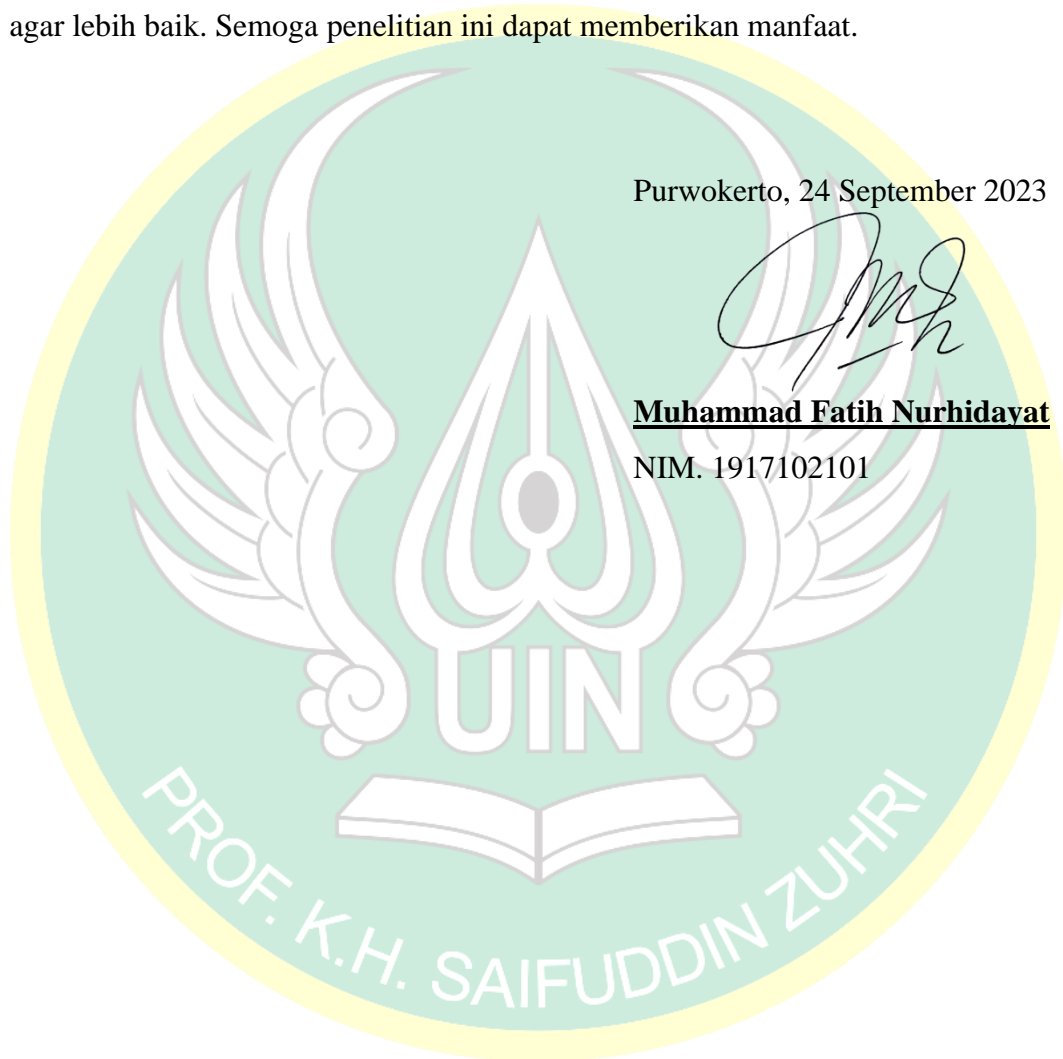 agar lebih baik. Semoga penelitian ini dapat memberikan manfaat.
Purwokerto, 24 September 2023
Muhammad Fatih Nurhidayat
NIM. 1917102101
UIN
PROF. K.H. SAIFUDDIN ZUHRI